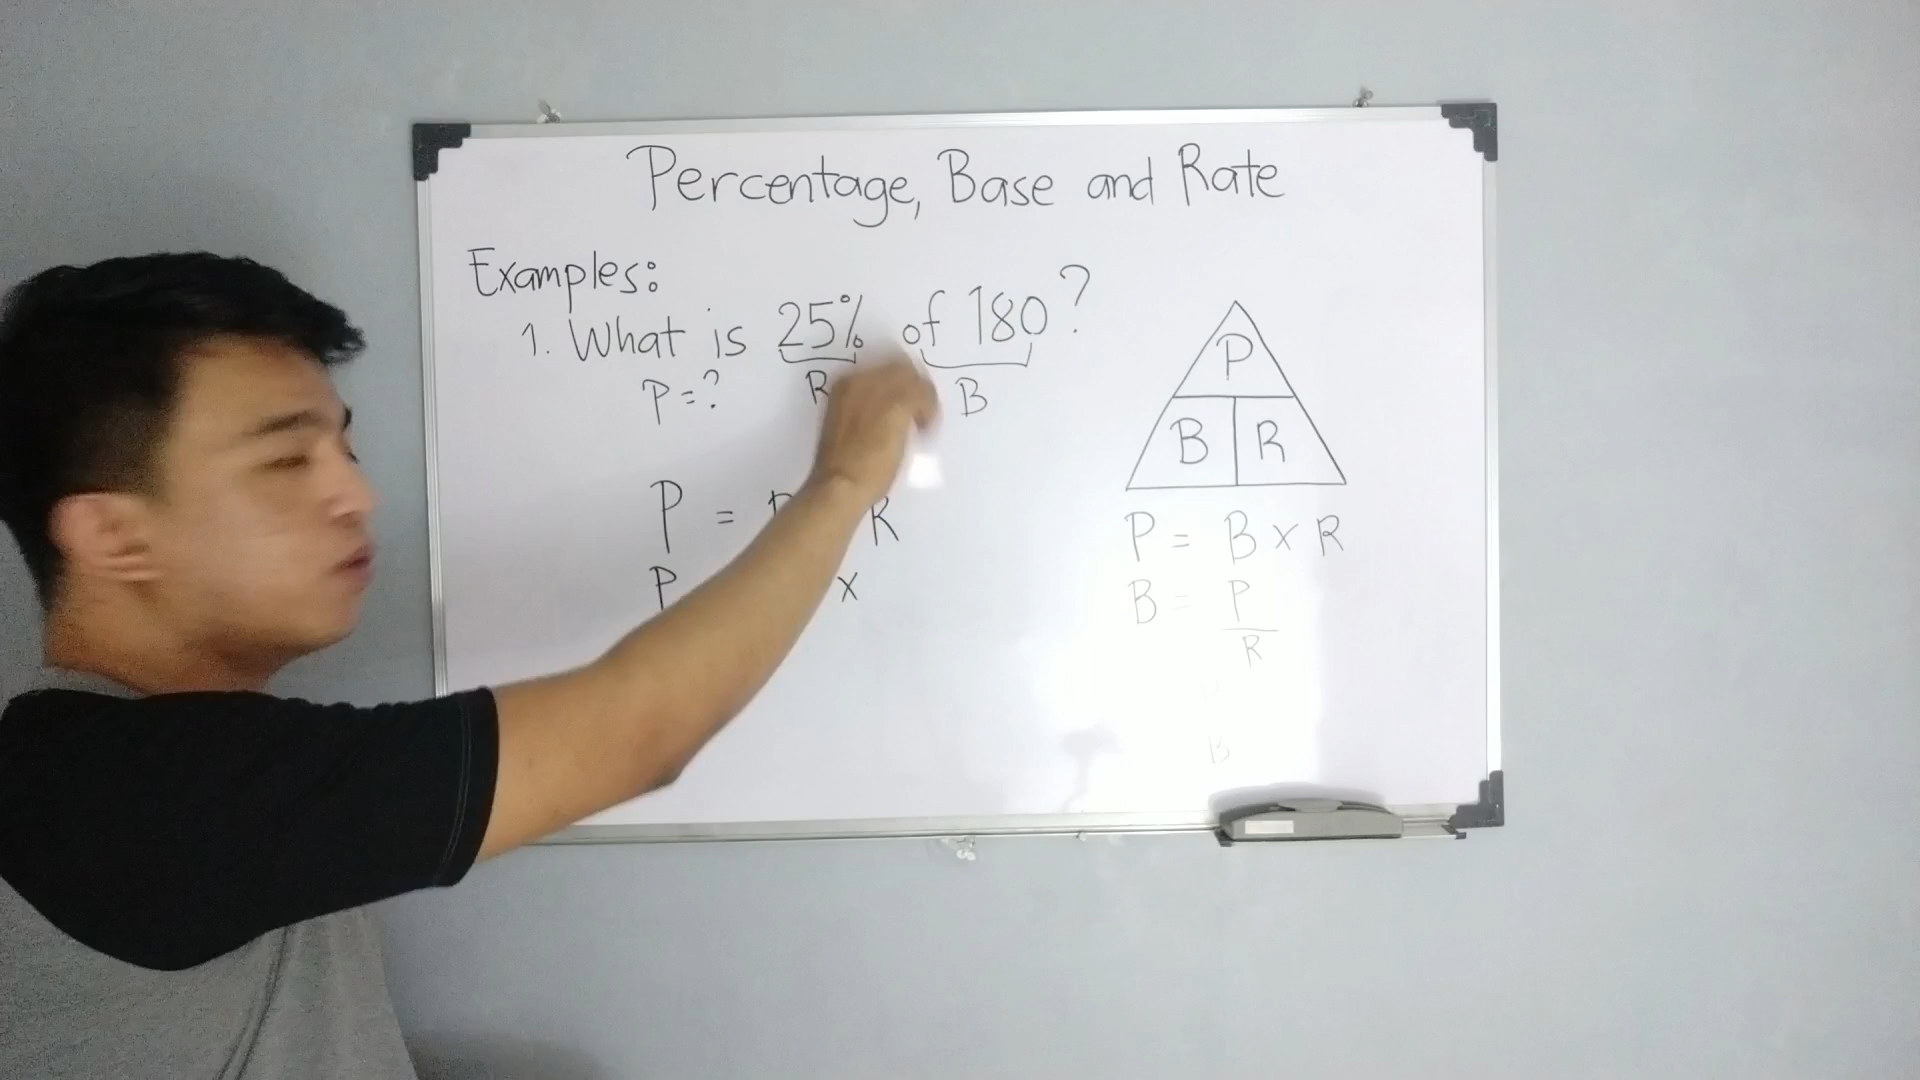 Percentage, Base and Rate
Examples:
1. What is 25% of 180?
P = ? R B
P = R
P x
P
B R
P = B x R
B = P
R
B